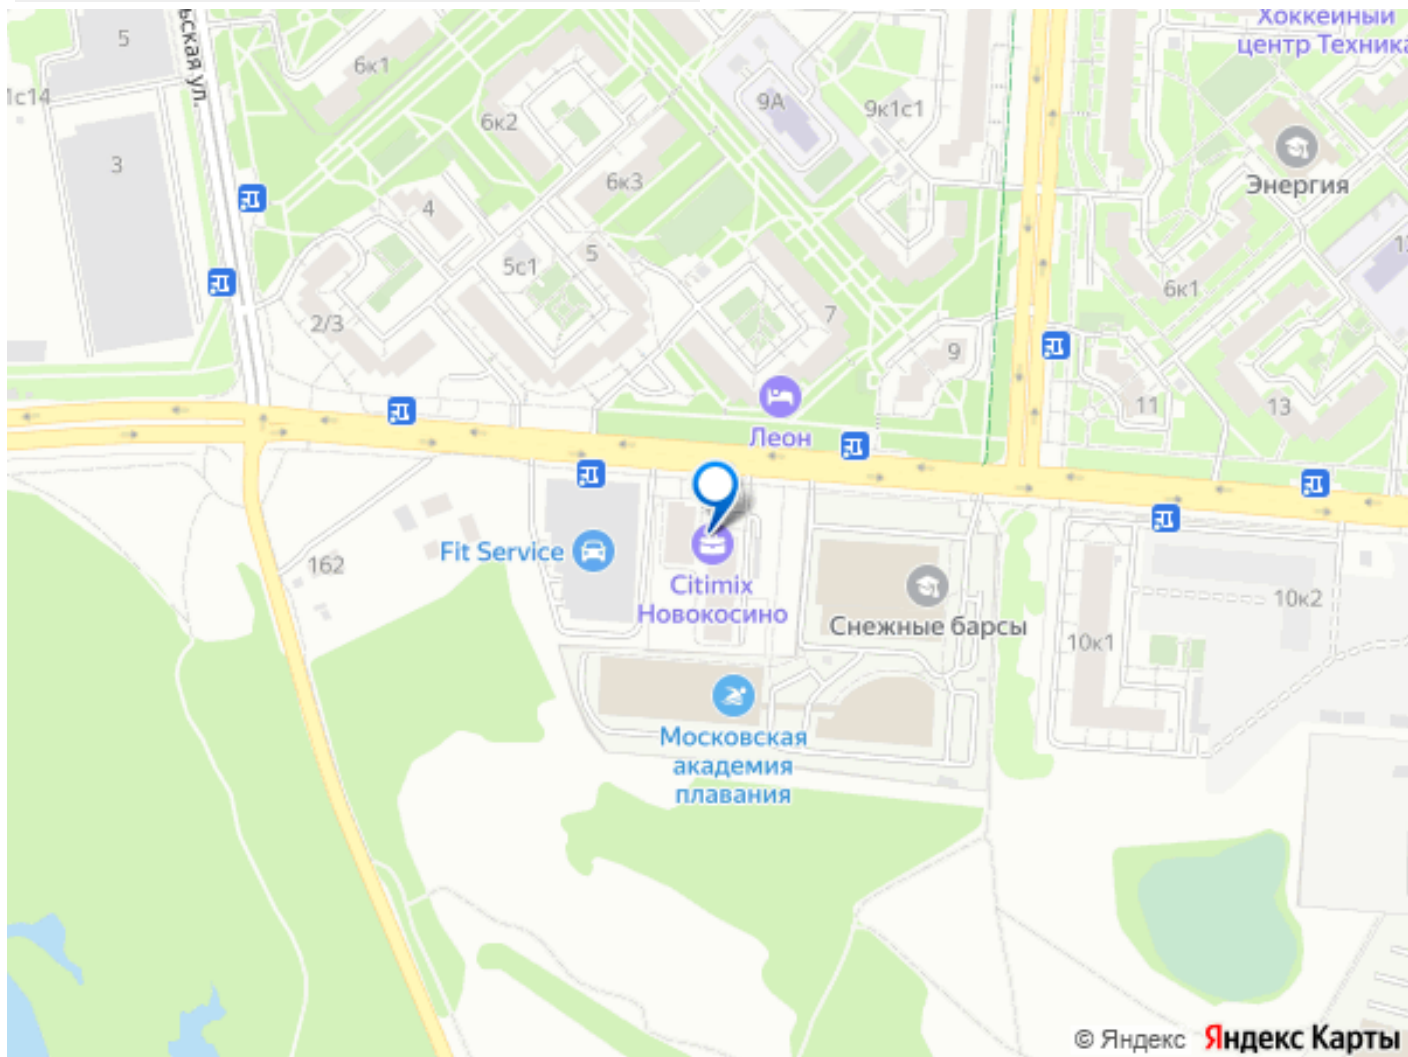 Хоккейный
центр Техника
5
ьская ул.
6к1
1с14
9А
9к1с1
6к2
3
Энергия
6к3
4
5с1
5
6к1
7
2/3
9
11
13
Леон
Fit Service
162
Citimix
Новокосино
Снежные барсы
10к2
10к1
Московская
академия
плавания
© Яндекс Яндекс Карты